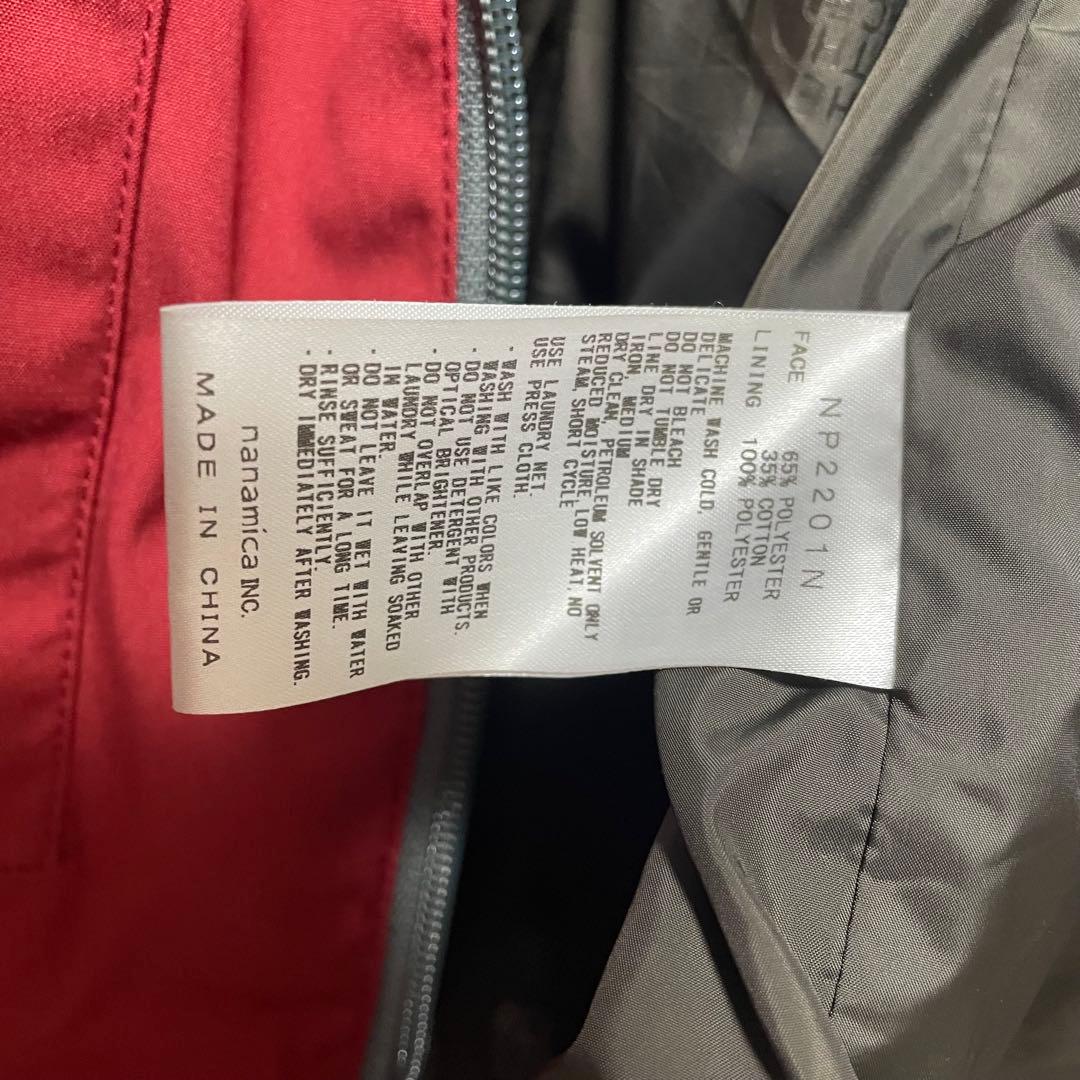 NP2201N
FACE 65% POLYESTER
35% COTTON
LINING 100% POLYESTER
MACHINE WASH COLD, GENTLE OR
DELICATE
DO NOT BLEACH
DO NOT TUMBLE DRY
LINE DRY IN SHADE
IRON, MEDIUM
DRY CLEAN, PETROLEUM SOLVENT ONLY
REDUCED MOISTURE LOW HEAT, NO
STEAM, SHORT CYCLE
USE LAUNDRY NET.
USE PRESS CLOTH.
・WASH WITH LIKE COLORS WHEN
WASHING WITH OTHER PRODUCTS.
・DO NOT USE DETERGENT WITH
OPTICAL BRIGHTENER.
・DO NOT OVERLAP WITH OTHER
LAUNDRY WHILE LEAVING SOAKED
IN WATER.
・DO NOT LEAVE IT WET WITH WATER
OR SWEAT FOR A LONG TIME.
・RINSE SUFFICIENTLY.
・DRY IMMEDIATELY AFTER WASHING.
nanamica INC.
MADE IN CHINA